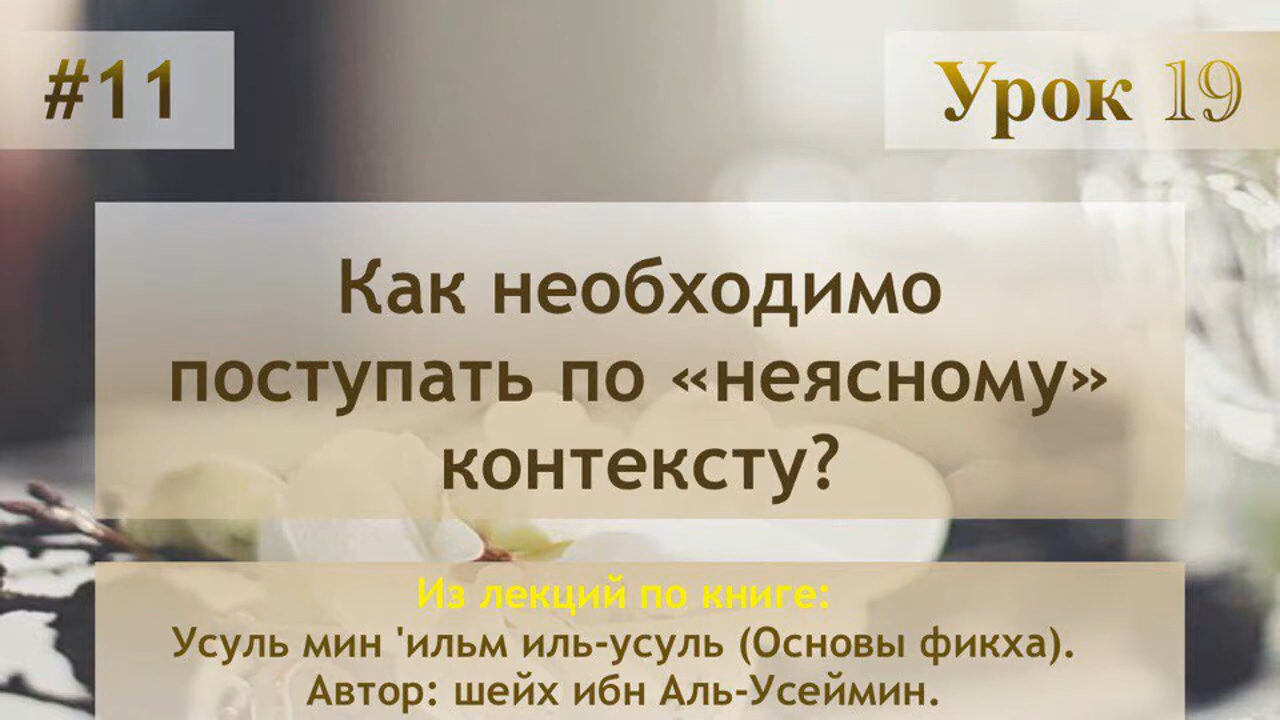 #11
Урок 19
Как необходимо
поступать по «неясному»
контексту?
Из лекций по книге:
Усуль мин 'ильм иль-усуль (Основы фикха).
Автор: шейх ибн Аль-Усеймин.